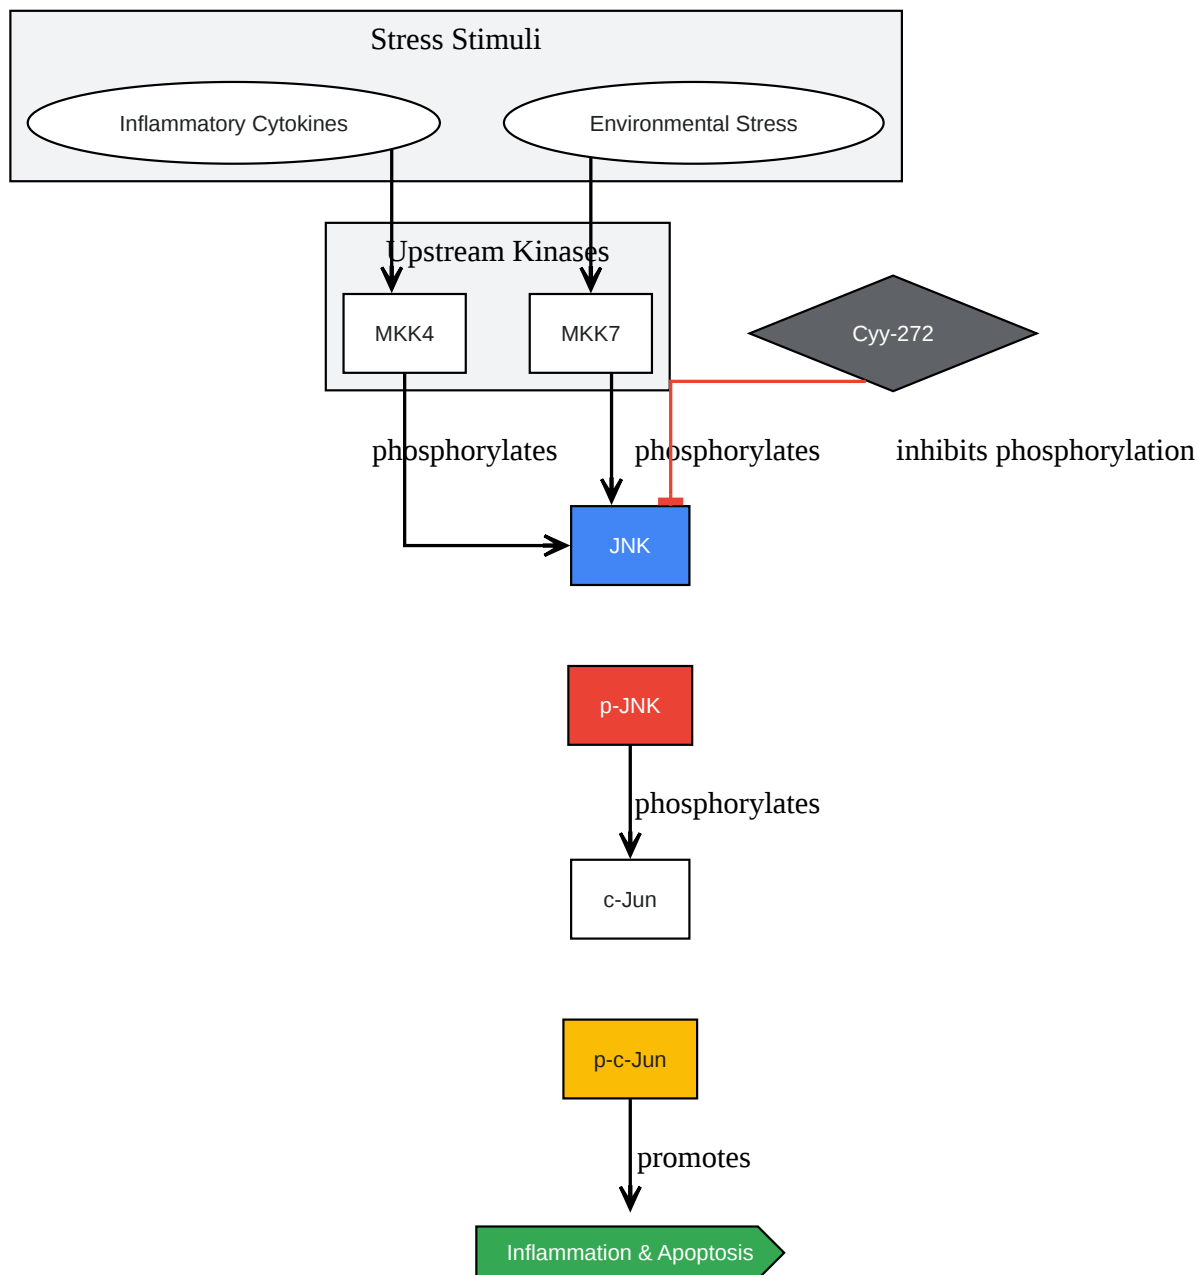 Stress Stimuli
Inflammatory Cytokines
Environmental Stress
Upstream Kinases
MKK4
MKK7
Cyy-272
phosphorylates
phosphorylates
inhibits phosphorylation
JNK
p-JNK
phosphorylates
c-Jun
p-c-Jun
promotes
Inflammation & Apoptosis